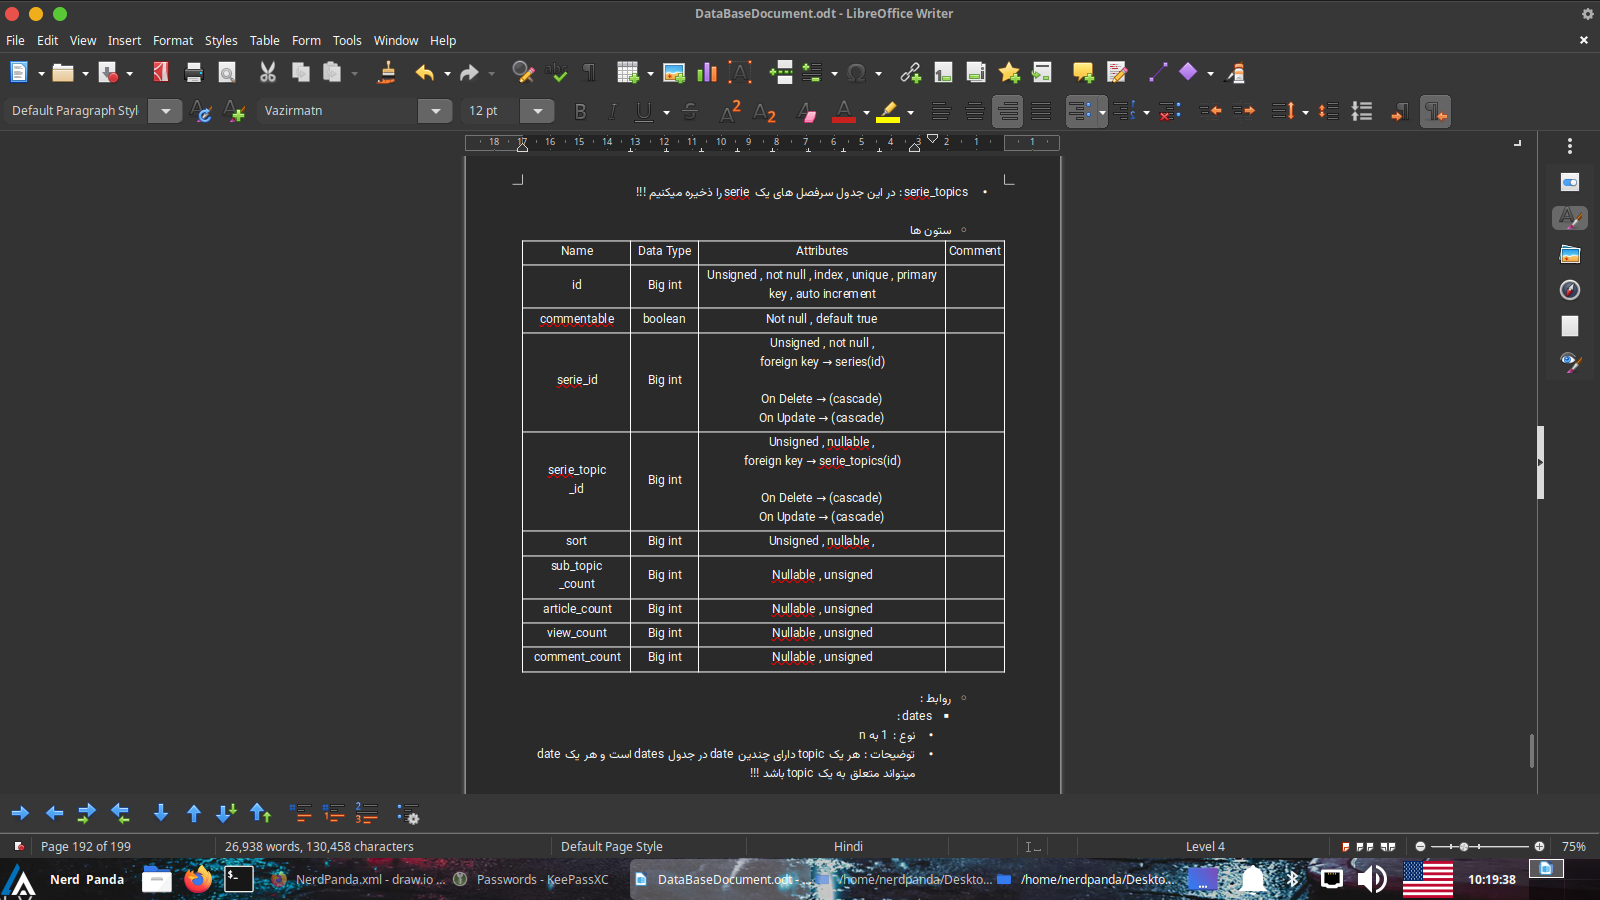 DataBaseDocument.odt - LibreOffice Writer
File Edit View Insert Format Styles Table Form Tools Window Help
Default Paragraph Styl Vazirmatn 12 pt
18 17 16 15 14 13 12 11 10 9 8 7 6 5 4 3 2 1 1
serie_topics : در این جدول سرفصل های یک serie را ذخیره میکنیم !!!
ستون ها
Name Data Type Attributes Comment
id Big int Unsigned , not null , index , unique , primary
key , auto increment
commentable boolean Not null , default true
Unsigned , not null ,
foreign key → series(id)
serie_id Big int
On Delete → (cascade)
On Update → (cascade)
Unsigned , nullable ,
foreign key → serie_topics(id)
serie_topic
_id Big int
On Delete → (cascade)
On Update → (cascade)
sort Big int Unsigned , nullable ,
sub_topic
_count Big int Nullable , unsigned
article_count Big int Nullable , unsigned
view_count Big int Nullable , unsigned
comment_count Big int Nullable , unsigned
روابط :
dates :
نوع : 1 به n
توضیحات : هر یک topic دارای چندین date در جدول dates است و هر یک date
میتواند متعلق به یک topic باشد !!!
Page 192 of 199 26,938 words, 130,458 characters Default Page Style Hindi Level 4 75%
Nerd Panda NerdPanda.xml - draw.io ... Passwords - KeePassXC DataBaseDocument.odt - /home/nerdpanda/Deskto... /home/nerdpanda/Deskto... 10:19:38